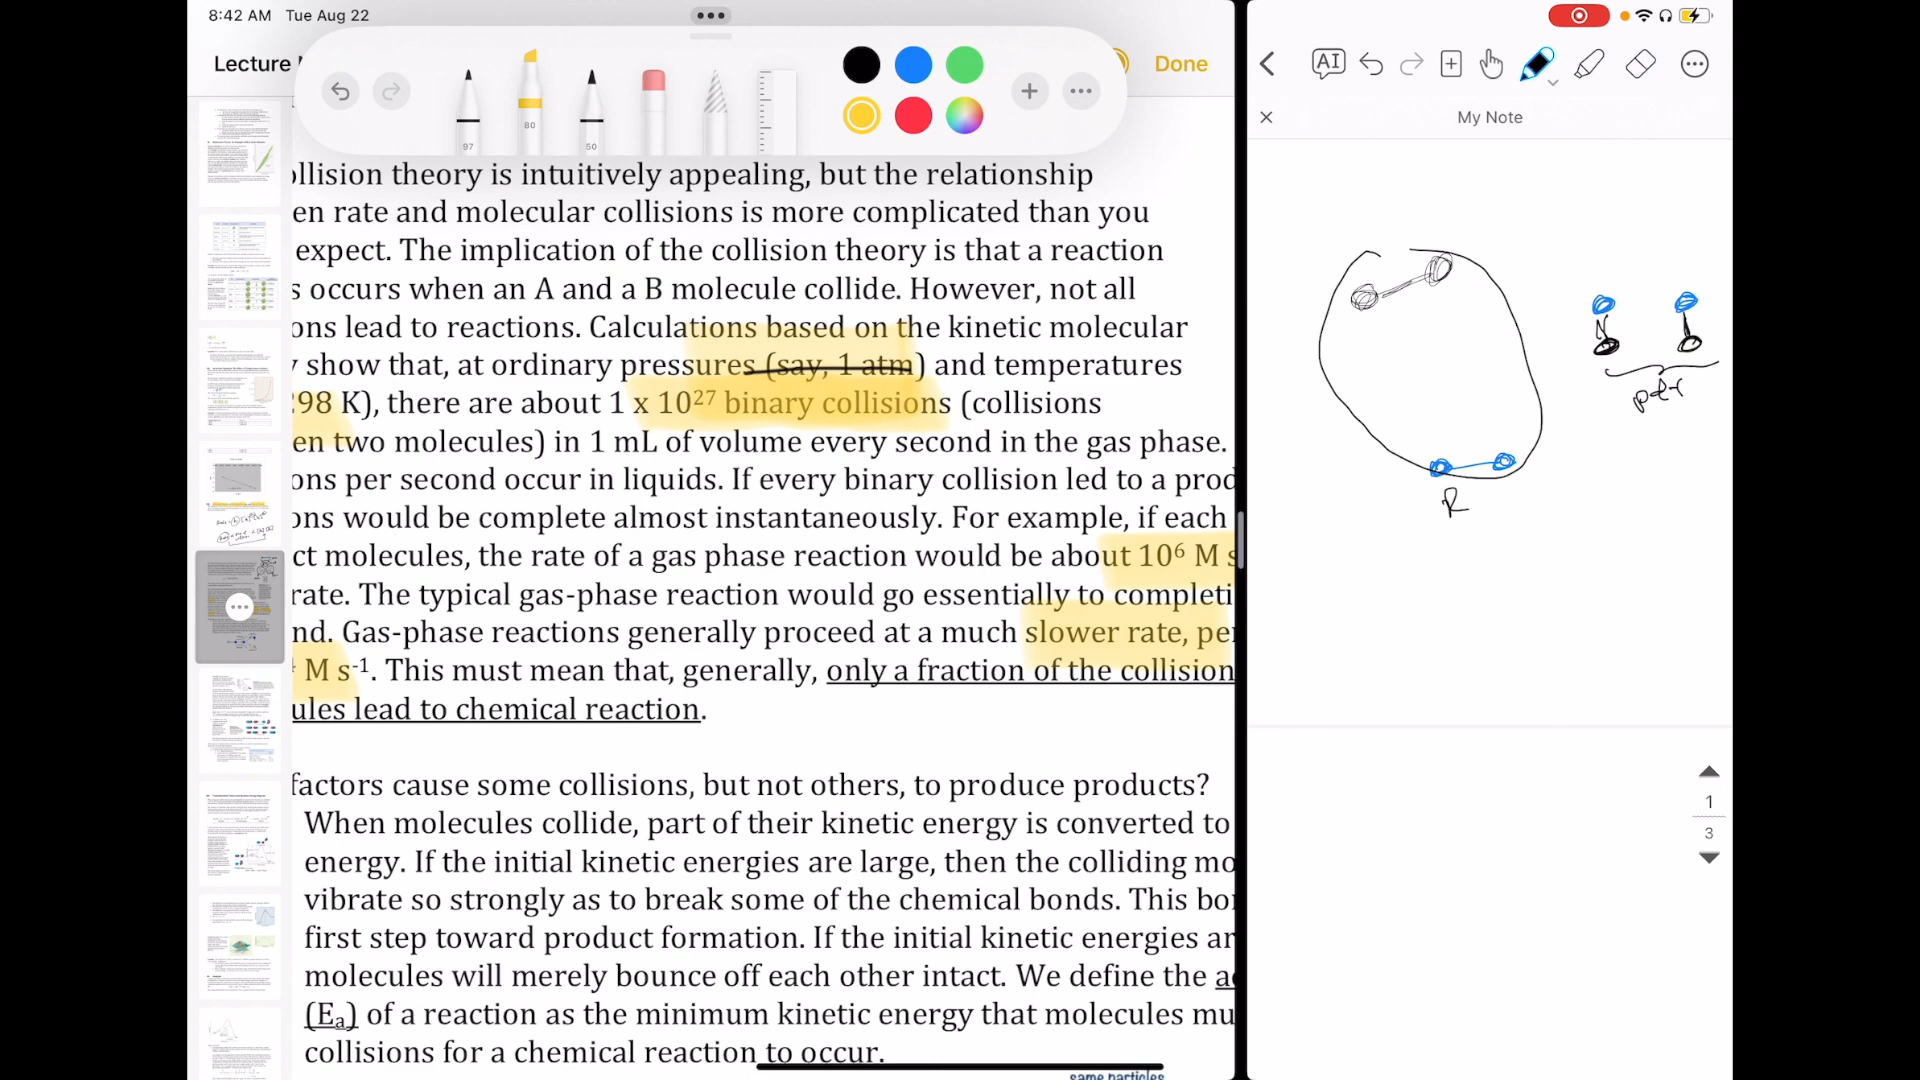 8:42 AM Tue Aug 22
Lecture
Done
97
80
50
AI
My Note
ollision theory is intuitively appealing, but the relationship
en rate and molecular collisions is more complicated than you
expect. The implication of the collision theory is that a reaction
s occurs when an A and a B molecule collide. However, not all
ons lead to reactions. Calculations based on the kinetic molecular
y show that, at ordinary pressures (say, 1 atm) and temperatures
298 K), there are about 1 x 10²⁷ binary collisions (collisions
en two molecules) in 1 mL of volume every second in the gas phase.
ons per second occur in liquids. If every binary collision led to a prod
ons would be complete almost instantaneously. For example, if each
ct molecules, the rate of a gas phase reaction would be about 10⁶ M s
rate. The typical gas-phase reaction would go essentially to completi
nd. Gas-phase reactions generally proceed at a much slower rate, per
M s⁻¹. This must mean that, generally, only a fraction of the collision
ules lead to chemical reaction.
factors cause some collisions, but not others, to produce products?
When molecules collide, part of their kinetic energy is converted to
energy. If the initial kinetic energies are large, then the colliding mo
vibrate so strongly as to break some of the chemical bonds. This bon
first step toward product formation. If the initial kinetic energies ar
molecules will merely bounce off each other intact. We define the a
(Eₐ) of a reaction as the minimum kinetic energy that molecules mu
collisions for a chemical reaction to occur.
same particles
R
1
3